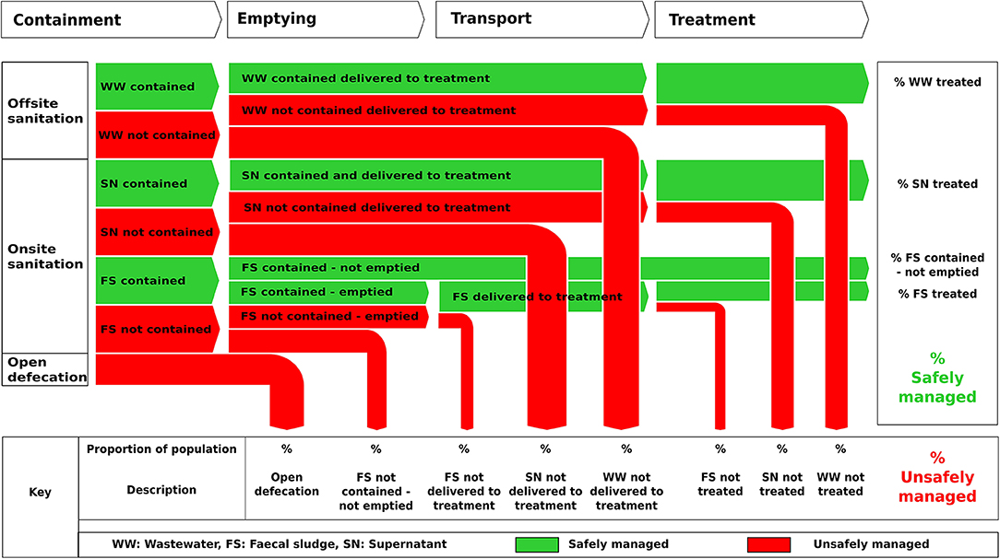 Containment
Emptying
Transport
Treatment
Offsite
sanitation
WW contained
WW not contained
WW contained delivered to treatment
WW not contained delivered to treatment
% WW treated
Onsite
sanitation
SN contained
SN not contained
FS contained
FS not contained
SN contained and delivered to treatment
SN not contained delivered to treatment
FS contained - not emptied
FS contained - emptied
FS not contained - emptied
FS delivered to treatment
% SN treated
% FS contained
- not emptied
% FS treated
Open
defecation
%
Safely
managed
Key
Proportion of population
% % % % % % % %
Description
Open
defecation
FS not
contained -
not emptied
FS not
delivered to
treatment
SN not
delivered to
treatment
WW not
delivered to
treatment
FS not
treated
SN not
treated
WW not
treated
%
Unsafely
managed
WW: Wastewater, FS: Faecal sludge, SN: Supernatant
Safely managed
Unsafely managed